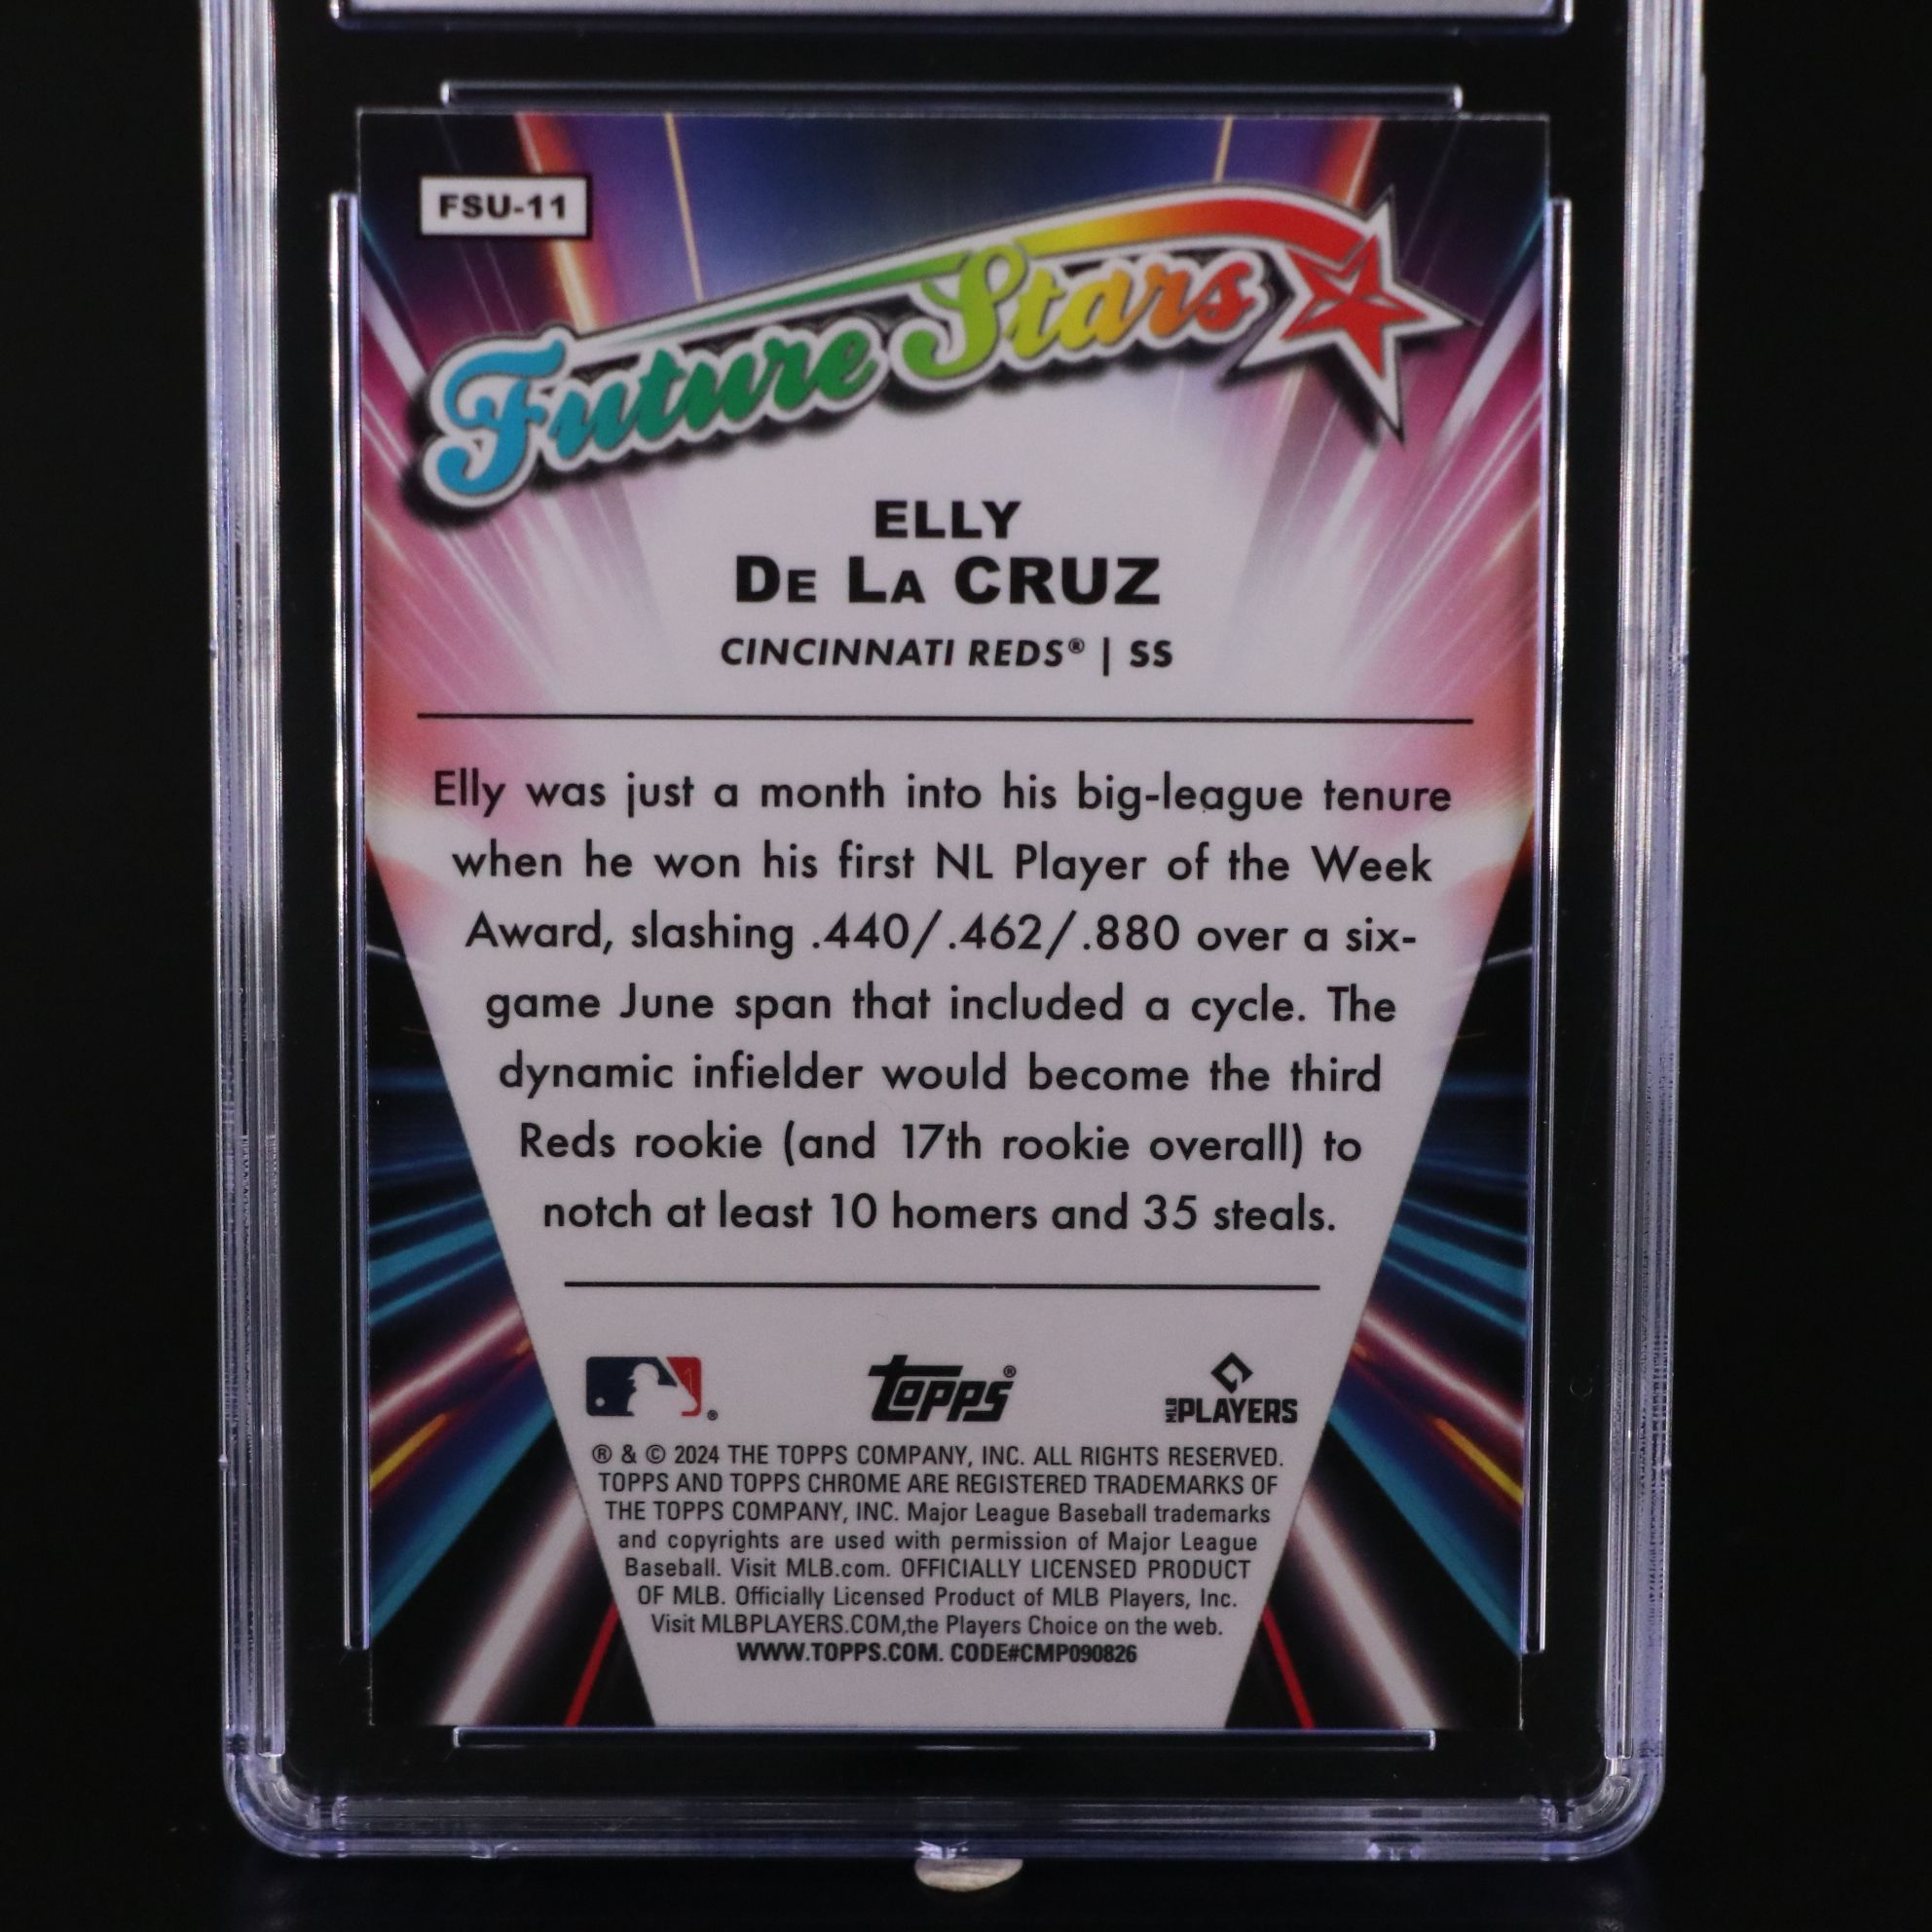 FSU-11
Future Stars
ELLY
DE LA CRUZ
CINCINNATI REDS® | SS
Elly was just a month into his big-league tenure
when he won his first NL Player of the Week
Award, slashing .440/.462/.880 over a six-
game June span that included a cycle. The
dynamic infielder would become the third
Reds rookie (and 17th rookie overall) to
notch at least 10 homers and 35 steals.
® topps® MLB PLAYERS
® & © 2024 THE TOPPS COMPANY, INC. ALL RIGHTS RESERVED.
TOPPS AND TOPPS CHROME ARE REGISTERED TRADEMARKS OF
THE TOPPS COMPANY, INC. Major League Baseball trademarks
and copyrights are used with permission of Major League
Baseball. Visit MLB.com. OFFICIALLY LICENSED PRODUCT
OF MLB. Officially Licensed Product of MLB Players, Inc.
Visit MLBPLAYERS.COM,the Players Choice on the web.
WWW.TOPPS.COM. CODE#CMP090826